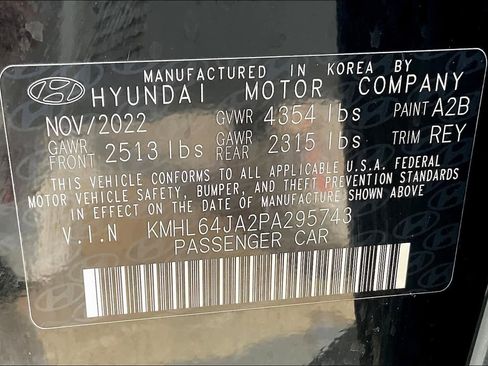 MANUFACTURED IN KOREA BY
HYUNDAI MOTOR COMPANY
NOV/2022 GVWR 4354 lbs PAINT A2B
GAWR FRONT 2513 lbs GAWR REAR 2315 lbs TRIM REY
THIS VEHICLE CONFORMS TO ALL APPLICABLE U.S.A. FEDERAL
MOTOR VEHICLE SAFETY, BUMPER, AND THEFT PREVENTION STANDARDS
IN EFFECT ON THE DATE OF MANUFACTURE SHOWN ABOVE
V.I.N KMHL64JA2PA295743
PASSENGER CAR